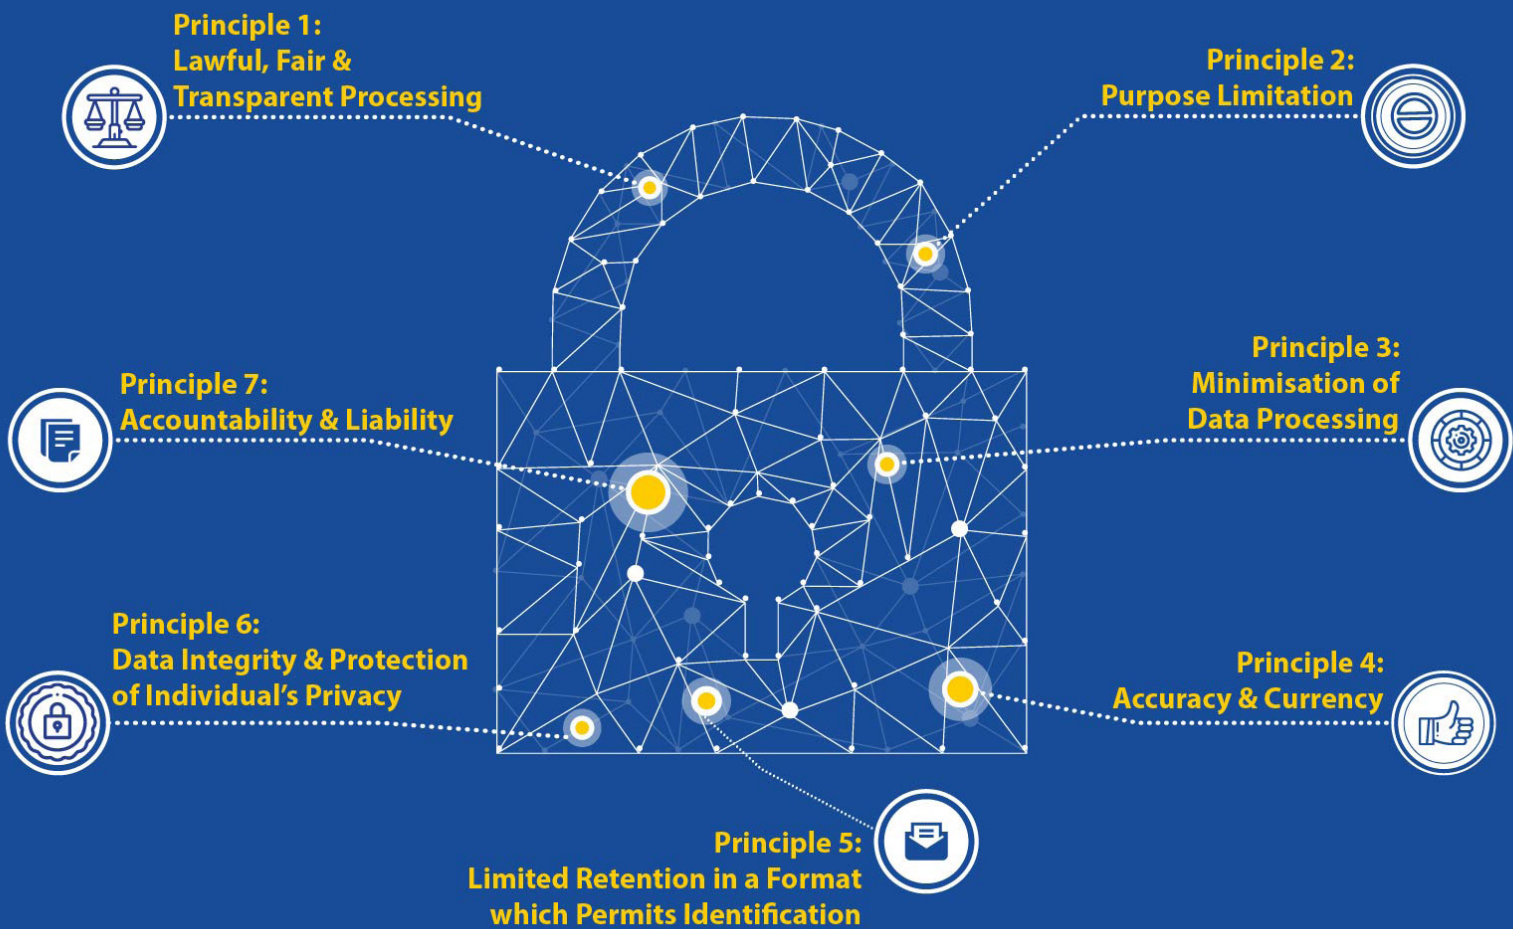 Principle 1:
Lawful, Fair &
Transparent Processing
Principle 2:
Purpose Limitation
Principle 3:
Minimisation of
Data Processing
Principle 4:
Accuracy & Currency
Principle 5:
Limited Retention in a Format
which Permits Identification
Principle 6:
Data Integrity & Protection
of Individual’s Privacy
Principle 7:
Accountability & Liability